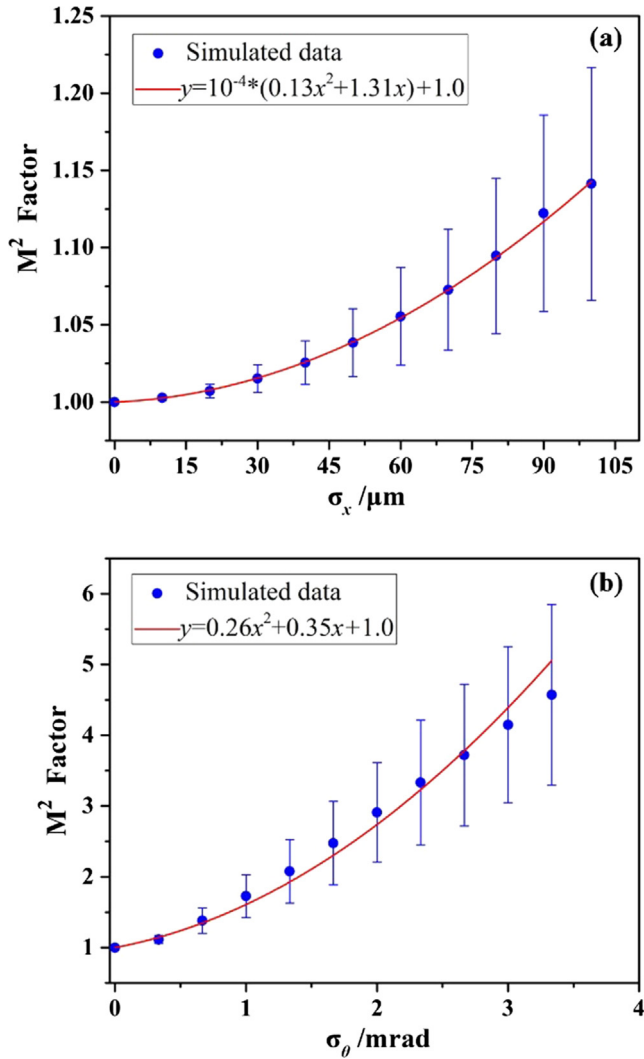 (a)
Simulated data
y=10⁻⁴*(0.13x²+1.31x)+1.0
M² Factor
1.25
1.20
1.15
1.10
1.05
1.00
0 15 30 45 60 75 90 105
σₓ /μm
(b)
Simulated data
y=0.26x²+0.35x+1.0
M² Factor
6
5
4
3
2
1
0 1 2 3 4
σ_θ /mrad